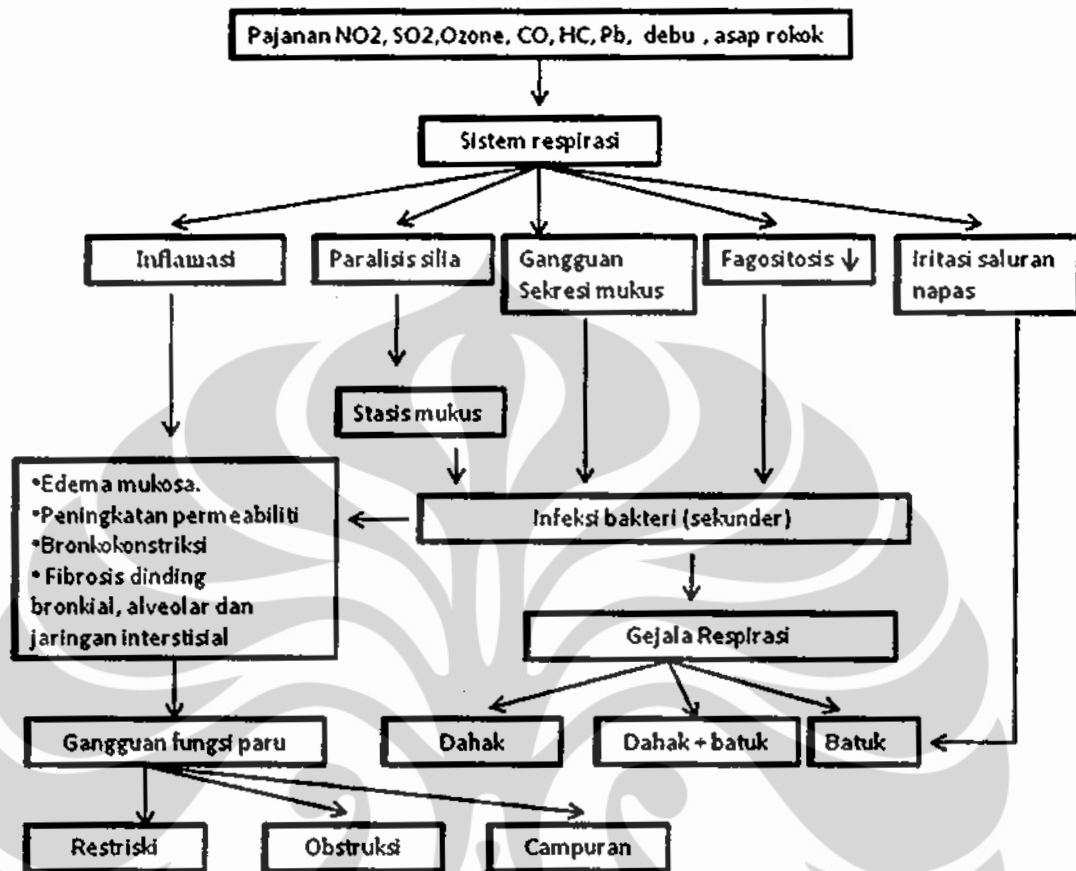 Pajanan NO2, SO2,Ozone, CO, HC, Pb, debu , asap rokok
Sistem respirasi
Inflamasi
Paralisis silia
Gangguan
Sekresi mukus
Fagositosis ↓
Iritasi saluran
napas
Stasis mukus
•Edema mukosa.
•Peningkatan permeabiliti
•Bronkokonstriksi
• Fibrosis dinding
bronkial, alveolar dan
jaringan interstisial
Infeksi bakteri (sekunder)
Gejala Respirasi
Gangguan fungsi paru
Dahak
Dahak + batuk
Batuk
Restriski
Obstruksi
Campuran